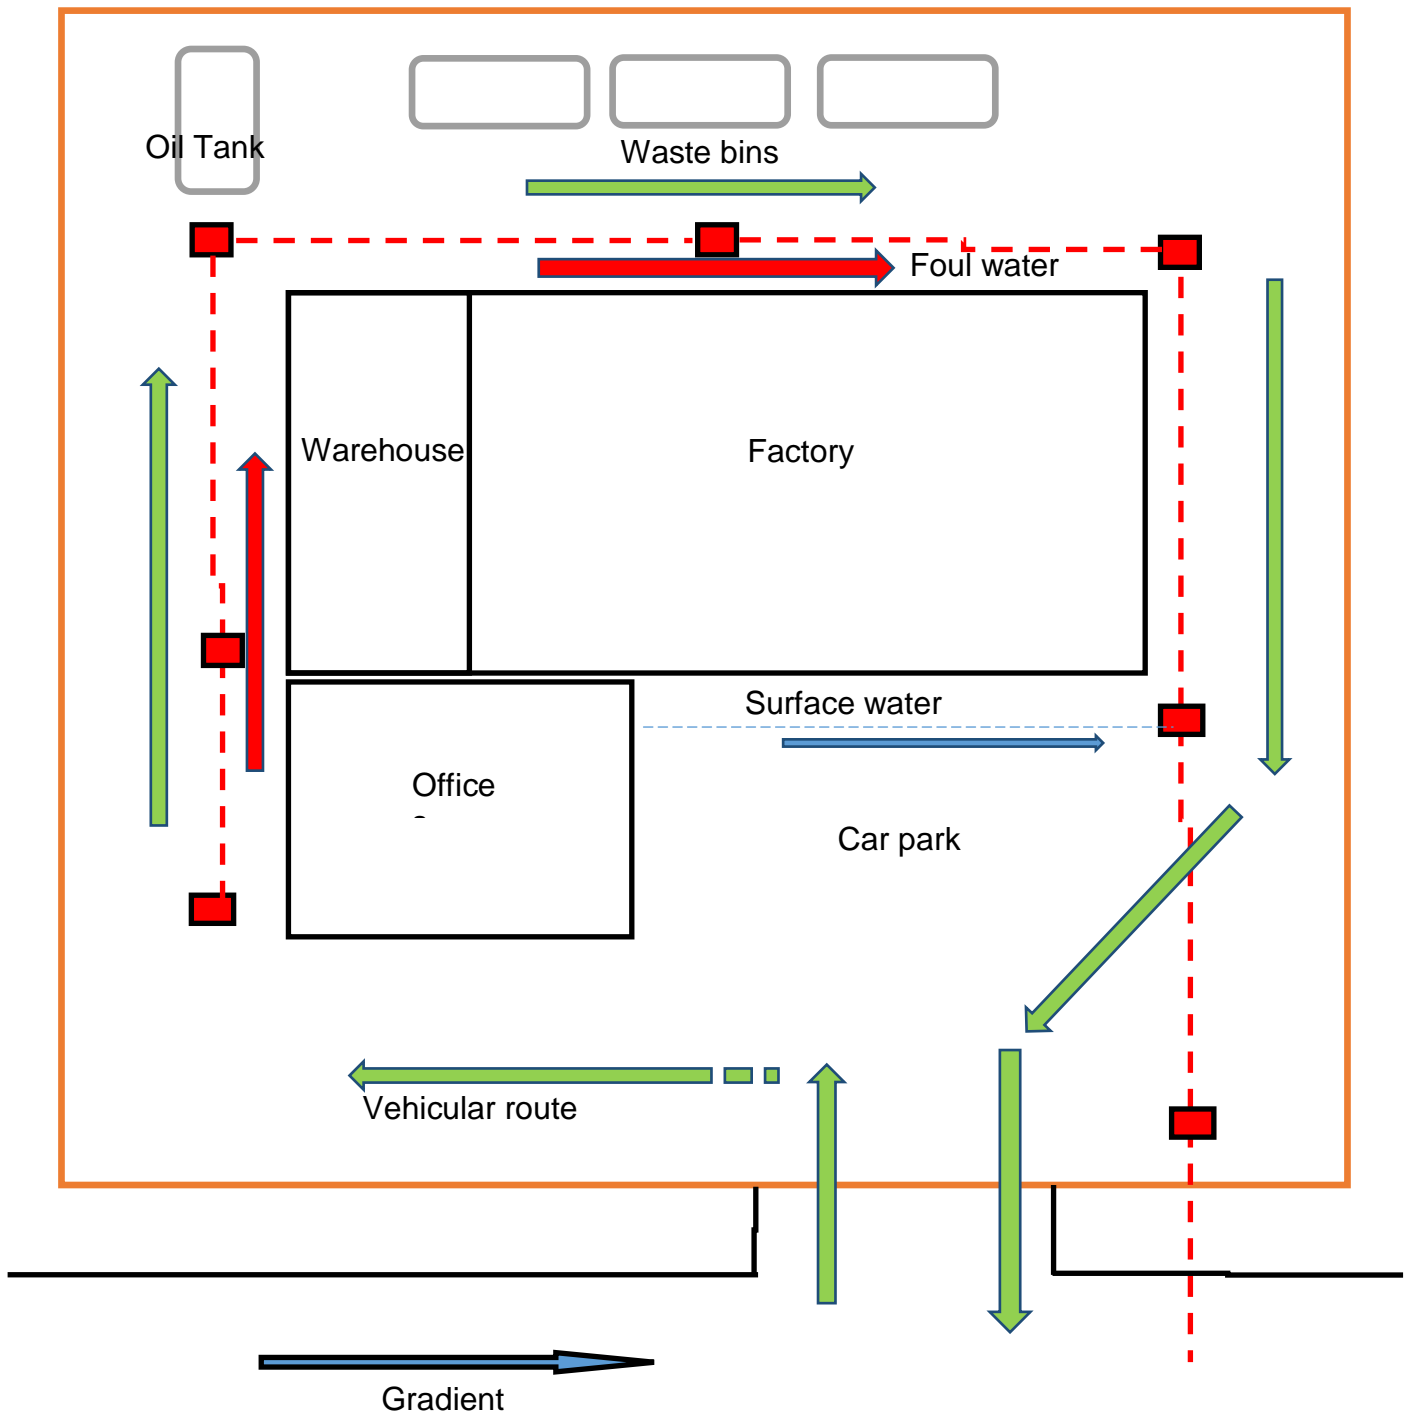 Oil Tank
Waste bins
Foul water
Warehouse
Factory
Surface water
Office
Car park
Vehicular route
Gradient